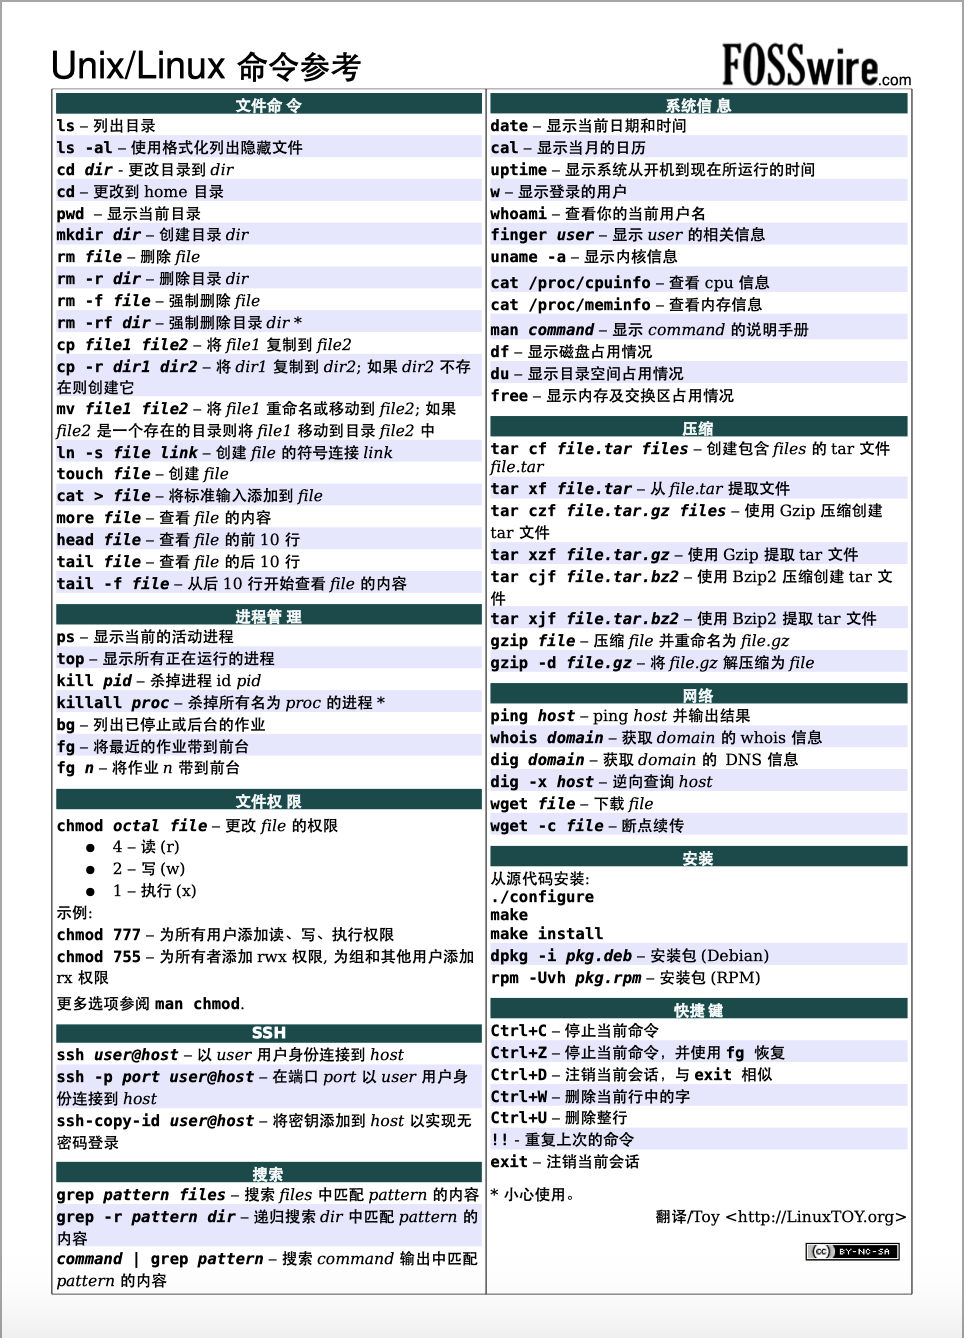 Unix/Linux 命令参考
FOSSwire.com
文件命 令
ls – 列出目录
ls -al – 使用格式化列出隐藏文件
cd dir - 更改目录到 dir
cd – 更改到 home 目录
pwd – 显示当前目录
mkdir dir – 创建目录 dir
rm file – 删除 file
rm -r dir – 删除目录 dir
rm -f file – 强制删除 file
rm -rf dir – 强制删除目录 dir *
cp file1 file2 – 将 file1 复制到 file2
cp -r dir1 dir2 – 将 dir1 复制到 dir2; 如果 dir2 不存
在则创建它
mv file1 file2 – 将 file1 重命名或移动到 file2; 如果
file2 是一个存在的目录则将 file1 移动到目录 file2 中
ln -s file link – 创建 file 的符号连接 link
touch file – 创建 file
cat > file – 将标准输入添加到 file
more file – 查看 file 的内容
head file – 查看 file 的前 10 行
tail file – 查看 file 的后 10 行
tail -f file – 从后 10 行开始查看 file 的内容
进程管 理
ps – 显示当前的活动进程
top – 显示所有正在运行的进程
kill pid – 杀掉进程 id pid
killall proc – 杀掉所有名为 proc 的进程 *
bg – 列出已停止或后台的作业
fg – 将最近的作业带到前台
fg n – 将作业 n 带到前台
文件权 限
chmod octal file – 更改 file 的权限
● 4 – 读 (r)
● 2 – 写 (w)
● 1 – 执行 (x)
示例:
chmod 777 – 为所有用户添加读、写、执行权限
chmod 755 – 为所有者添加 rwx 权限, 为组和其他用户添加
rx 权限
更多选项参阅 man chmod.
SSH
ssh user@host – 以 user 用户身份连接到 host
ssh -p port user@host – 在端口 port 以 user 用户身
份连接到 host
ssh-copy-id user@host – 将密钥添加到 host 以实现无
密码登录
搜索
grep pattern files – 搜索 files 中匹配 pattern 的内容
grep -r pattern dir – 递归搜索 dir 中匹配 pattern 的
内容
command | grep pattern – 搜索 command 输出中匹配
pattern 的内容
系统信 息
date – 显示当前日期和时间
cal – 显示当月的日历
uptime – 显示系统从开机到现在所运行的时间
w – 显示登录的用户
whoami – 查看你的当前用户名
finger user – 显示 user 的相关信息
uname -a – 显示内核信息
cat /proc/cpuinfo – 查看 cpu 信息
cat /proc/meminfo – 查看内存信息
man command – 显示 command 的说明手册
df – 显示磁盘占用情况
du – 显示目录空间占用情况
free – 显示内存及交换区占用情况
压缩
tar cf file.tar files – 创建包含 files 的 tar 文件
file.tar
tar xf file.tar – 从 file.tar 提取文件
tar czf file.tar.gz files – 使用 Gzip 压缩创建
tar 文件
tar xzf file.tar.gz – 使用 Gzip 提取 tar 文件
tar cjf file.tar.bz2 – 使用 Bzip2 压缩创建 tar 文
件
tar xjf file.tar.bz2 – 使用 Bzip2 提取 tar 文件
gzip file – 压缩 file 并重命名为 file.gz
gzip -d file.gz – 将 file.gz 解压缩为 file
网络
ping host – ping host 并输出结果
whois domain – 获取 domain 的 whois 信息
dig domain – 获取 domain 的 DNS 信息
dig -x host – 逆向查询 host
wget file – 下载 file
wget -c file – 断点续传
安装
从源代码安装:
./configure
make
make install
dpkg -i pkg.deb – 安装包 (Debian)
rpm -Uvh pkg.rpm – 安装包 (RPM)
快捷 键
Ctrl+C – 停止当前命令
Ctrl+Z – 停止当前命令，并使用 fg 恢复
Ctrl+D – 注销当前会话，与 exit 相似
Ctrl+W – 删除当前行中的字
Ctrl+U – 删除整行
!! - 重复上次的命令
exit – 注销当前会话
* 小心使用。
翻译/Toy <http://LinuxTOY.org>
(cc) BY-NC-SA